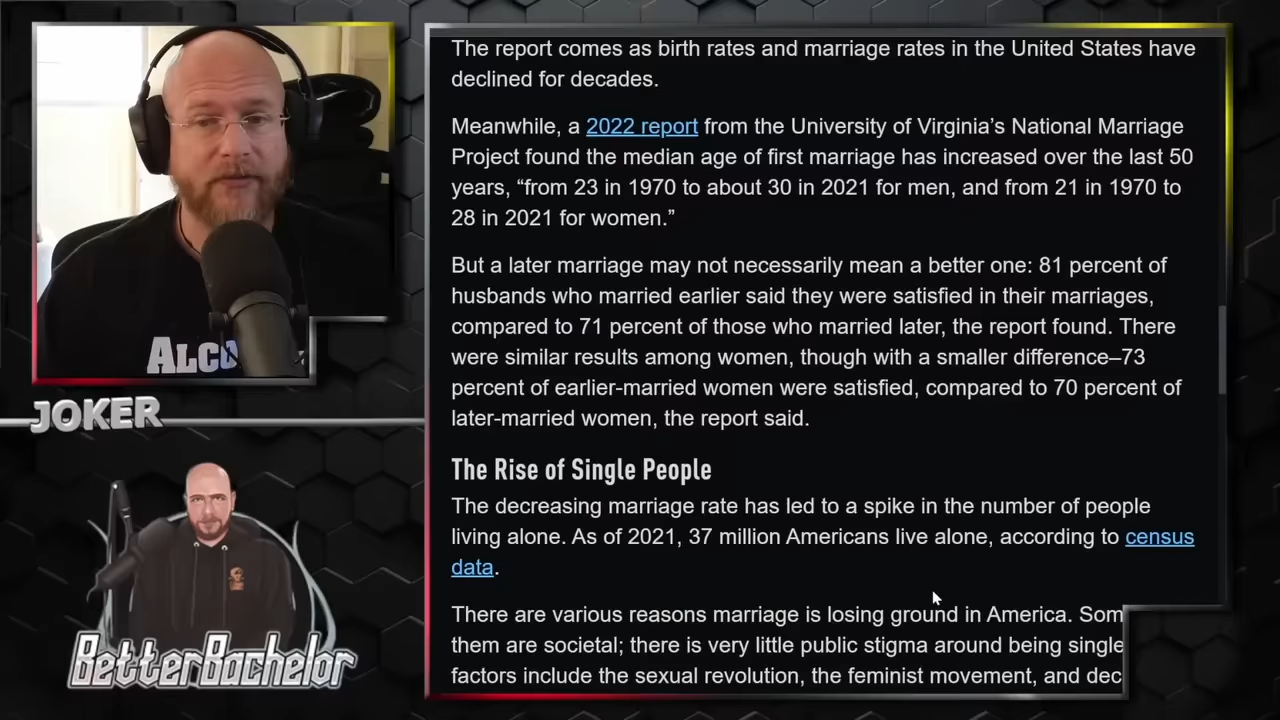 The report comes as birth rates and marriage rates in the United States have
declined for decades.
Meanwhile, a 2022 report from the University of Virginia’s National Marriage
Project found the median age of first marriage has increased over the last 50
years, “from 23 in 1970 to about 30 in 2021 for men, and from 21 in 1970 to
28 in 2021 for women.”
But a later marriage may not necessarily mean a better one: 81 percent of
husbands who married earlier said they were satisfied in their marriages,
compared to 71 percent of those who married later, the report found. There
were similar results among women, though with a smaller difference–73
percent of earlier-married women were satisfied, compared to 70 percent of
later-married women, the report said.
The Rise of Single People
The decreasing marriage rate has led to a spike in the number of people
living alone. As of 2021, 37 million Americans live alone, according to census
data.
There are various reasons marriage is losing ground in America. Som
them are societal; there is very little public stigma around being single
factors include the sexual revolution, the feminist movement, and dec
ALCO
JOKER
BetterBachelor